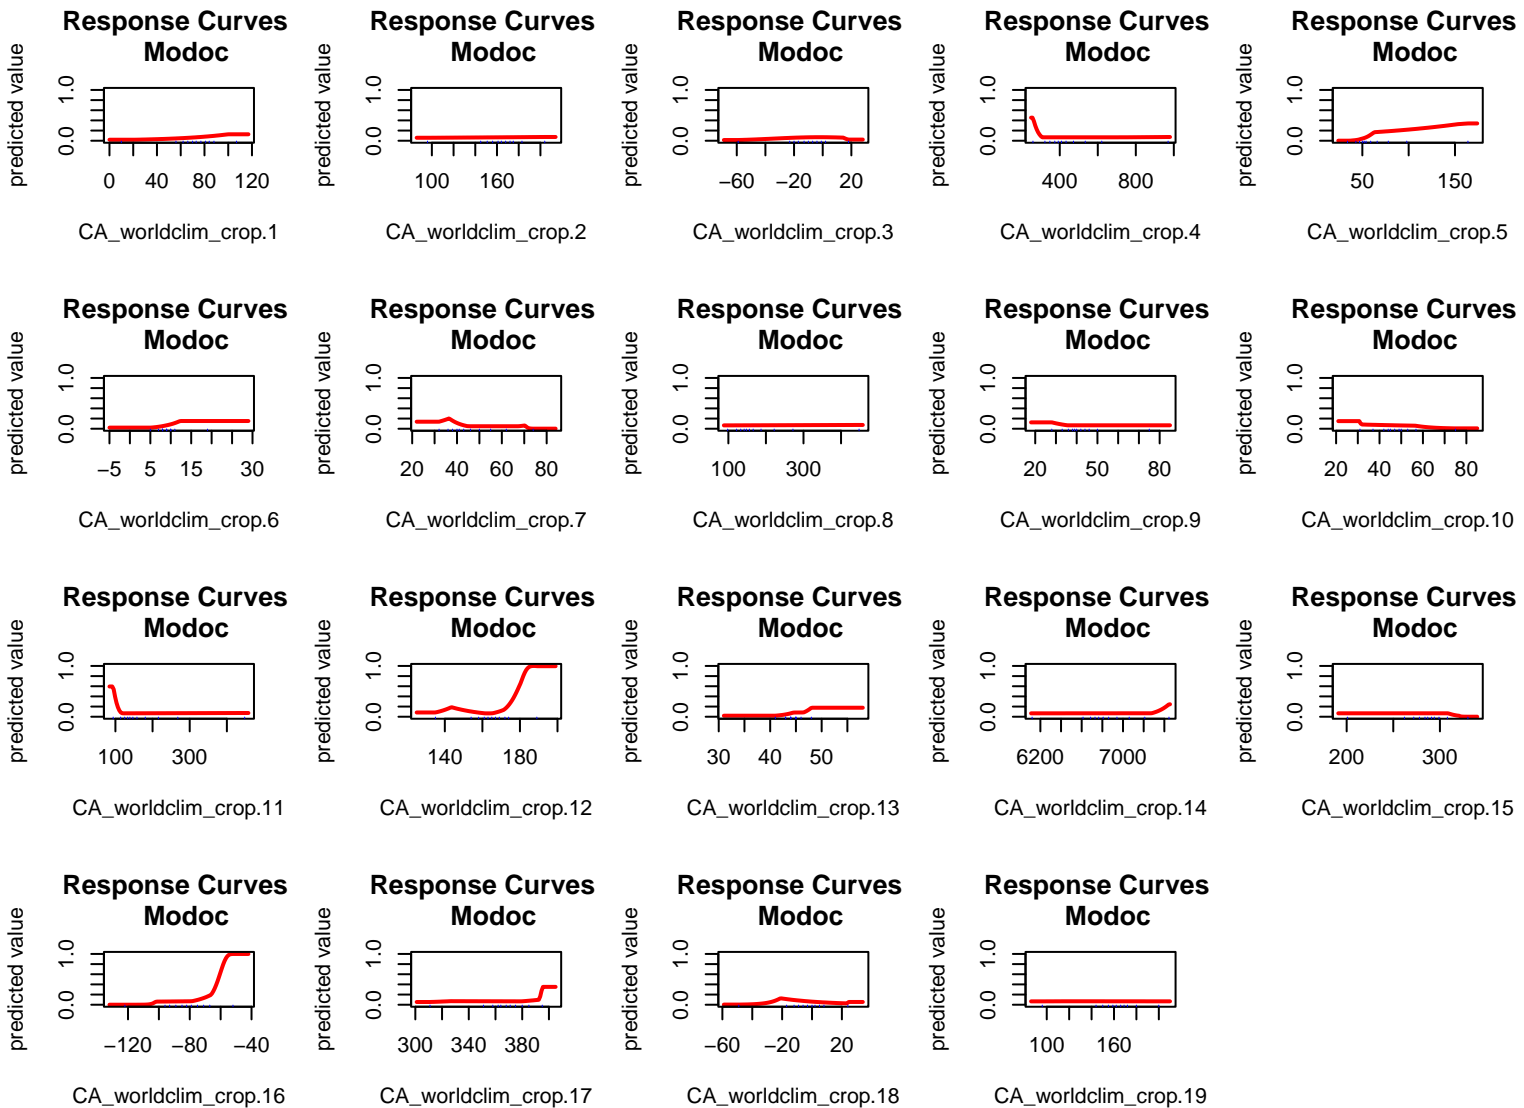 Response Curves
Modoc
predicted value
0.0 1.0
0 40 80 120
CA_worldclim_crop.1
Response Curves
Modoc
predicted value
0.0 1.0
100 160
CA_worldclim_crop.2
Response Curves
Modoc
predicted value
0.0 1.0
−60 −20 20
CA_worldclim_crop.3
Response Curves
Modoc
predicted value
0.0 1.0
400 800
CA_worldclim_crop.4
Response Curves
Modoc
predicted value
0.0 1.0
50 150
CA_worldclim_crop.5
Response Curves
Modoc
predicted value
0.0 1.0
−5 5 15 30
CA_worldclim_crop.6
Response Curves
Modoc
predicted value
0.0 1.0
20 40 60 80
CA_worldclim_crop.7
Response Curves
Modoc
predicted value
0.0 1.0
100 300
CA_worldclim_crop.8
Response Curves
Modoc
predicted value
0.0 1.0
20 50 80
CA_worldclim_crop.9
Response Curves
Modoc
predicted value
0.0 1.0
20 40 60 80
CA_worldclim_crop.10
Response Curves
Modoc
predicted value
0.0 1.0
100 300
CA_worldclim_crop.11
Response Curves
Modoc
predicted value
0.0 1.0
140 180
CA_worldclim_crop.12
Response Curves
Modoc
predicted value
0.0 1.0
30 40 50
CA_worldclim_crop.13
Response Curves
Modoc
predicted value
0.0 1.0
6200 7000
CA_worldclim_crop.14
Response Curves
Modoc
predicted value
0.0 1.0
200 300
CA_worldclim_crop.15
Response Curves
Modoc
predicted value
0.0 1.0
−120 −80 −40
CA_worldclim_crop.16
Response Curves
Modoc
predicted value
0.0 1.0
300 340 380
CA_worldclim_crop.17
Response Curves
Modoc
predicted value
0.0 1.0
−60 −20 20
CA_worldclim_crop.18
Response Curves
Modoc
predicted value
0.0 1.0
100 160
CA_worldclim_crop.19